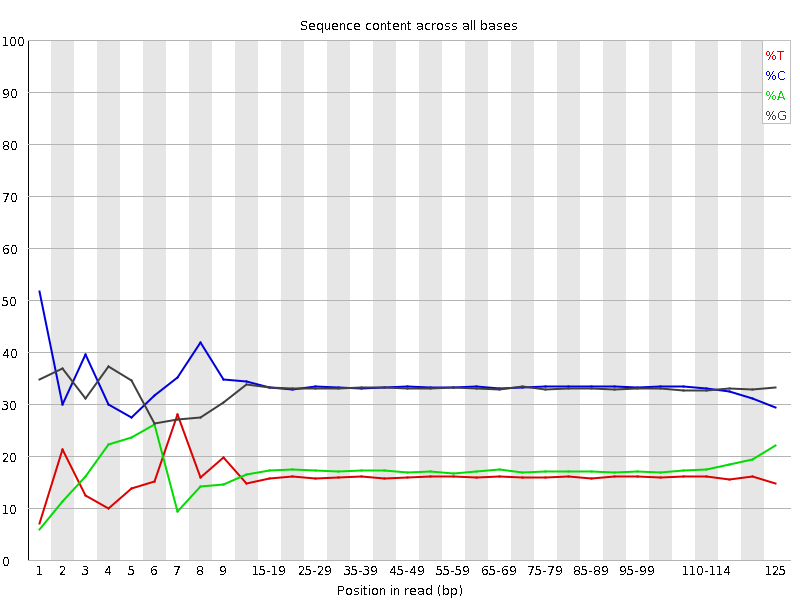 Sequence content across all bases
%T
%C
%A
%G
100
90
80
70
60
50
40
30
20
10
0
1 2 3 4 5 6 7 8 9 15-19 25-29 35-39 45-49 55-59 65-69 75-79 85-89 95-99 110-114 125
Position in read (bp)